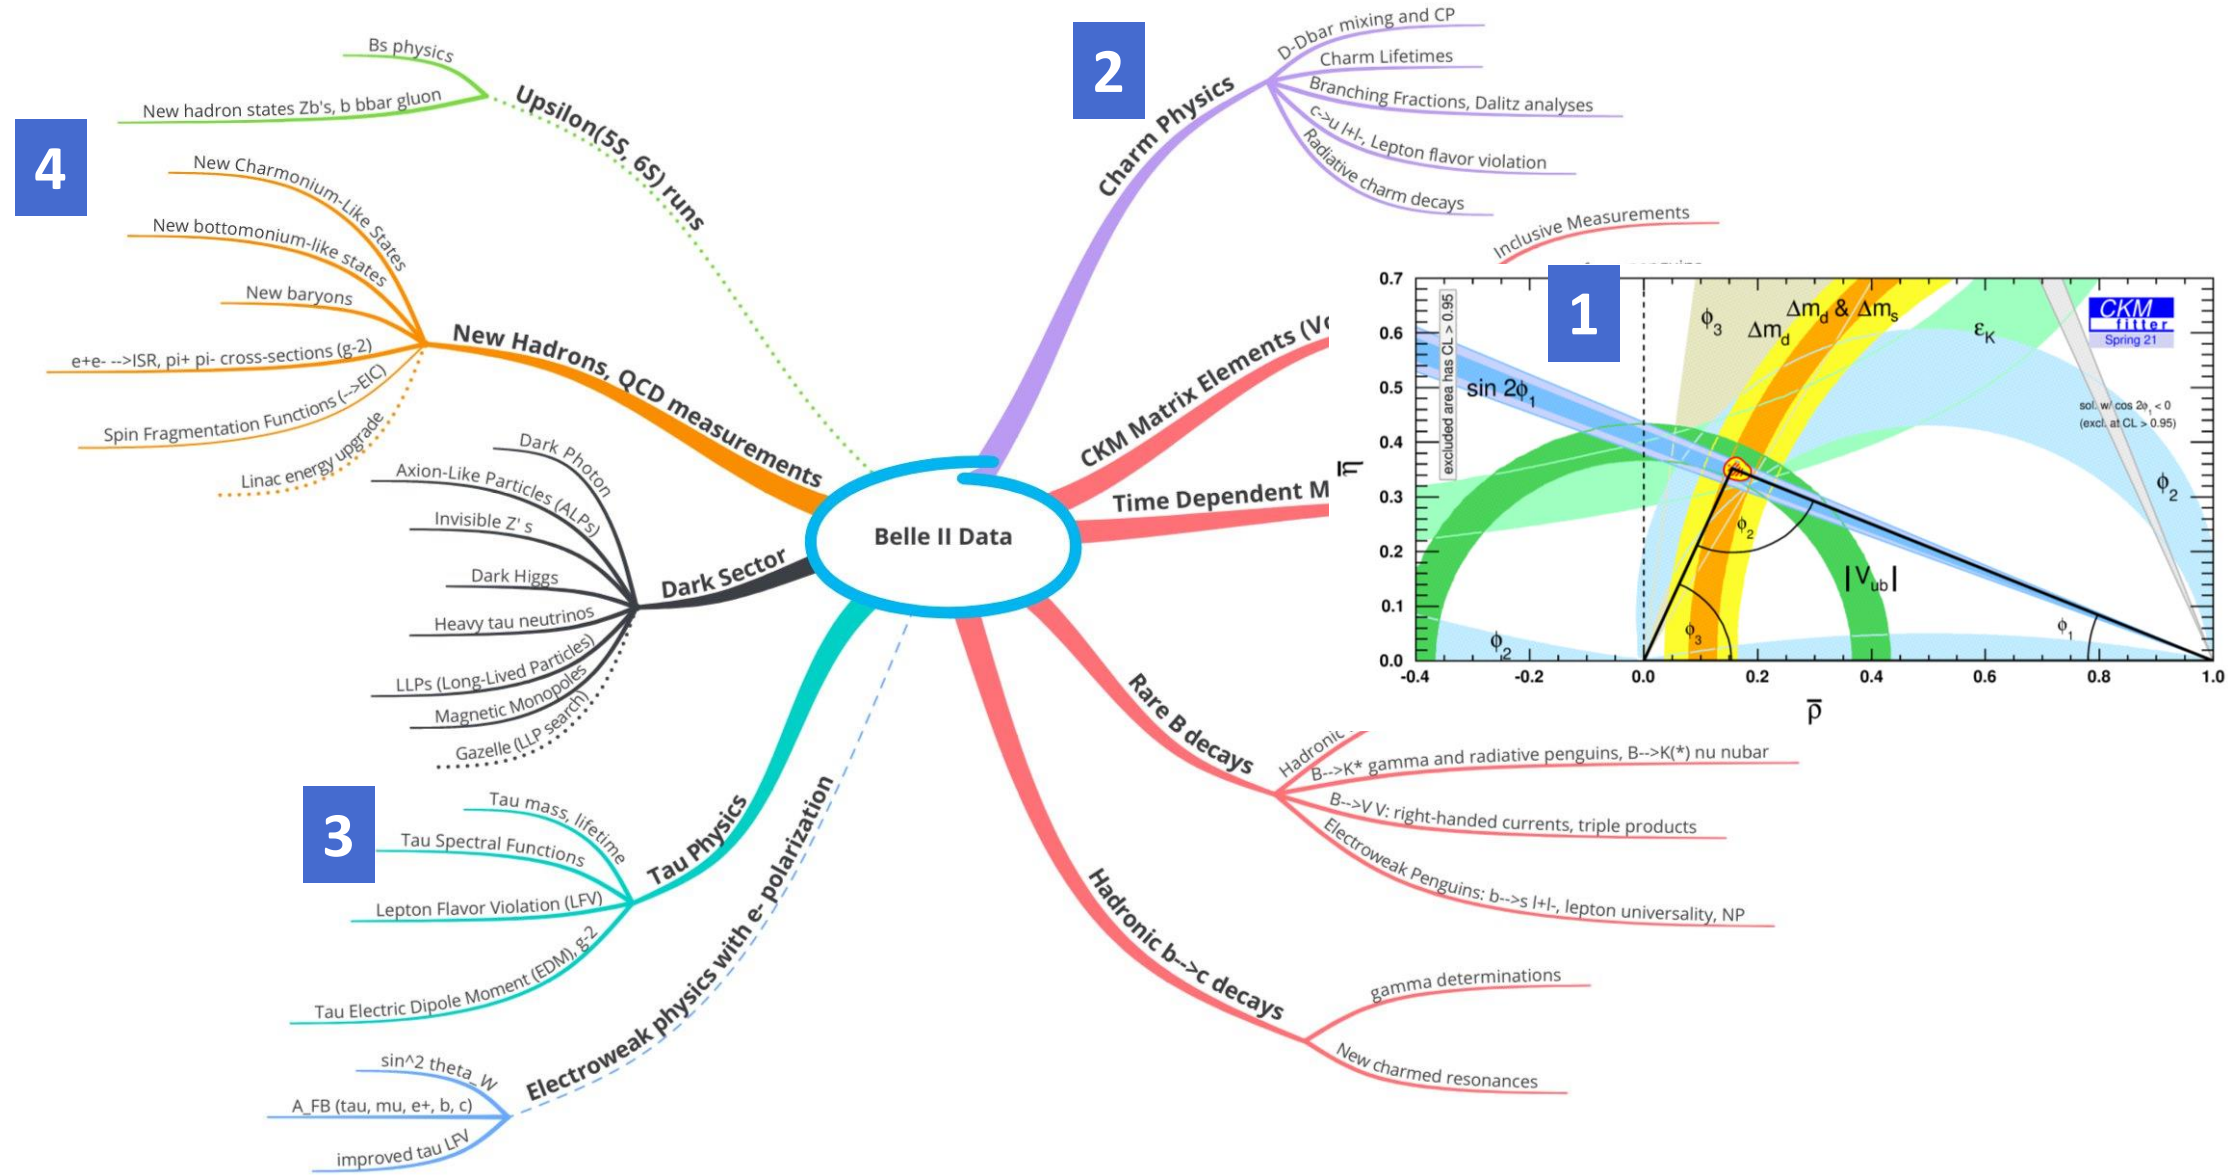 Belle II Data
Upsilon(5S, 6S) runs
Bs physics
New hadron states Zb's, b bbar gluon
4
New Hadrons, QCD measurements
New Charmonium-Like States
New bottomonium-like states
New baryons
e+e- -->ISR, pi+ pi- cross-sections (g-2)
Spin Fragmentation Functions (-->EIC)
Linac energy upgrade
Dark Sector
Dark Photon
Axion-Like Particles (ALPs)
Invisible Z' s
Dark Higgs
Heavy tau neutrinos
LLPs (Long-Lived Particles)
Magnetic Monopoles
Gazelle (LLP search)
3
Tau Physics
Tau mass, lifetime
Tau Spectral Functions
Lepton Flavor Violation (LFV)
Tau Electric Dipole Moment (EDM), g-2
Electroweak physics with e- polarization
sin^2 theta_W
A_FB (tau, mu, e+, b, c)
improved tau LFV
2
Charm Physics
D-Dbar mixing and CP
Charm Lifetimes
Branching Fractions, Dalitz analyses
c->u l+l-, Lepton flavor violation
Radiative charm decays
Inclusive Measurements
CKM Matrix Elements (V
Time Dependent M
1
0.7
0.6
0.5
0.4
0.3
0.2
0.1
0.0
-0.4
-0.2
0.0
0.2
0.4
0.6
0.8
1.0
η̄
ρ̄
excluded area has CL > 0.95
ϕ3
Δmd
Δmd & Δms
εK
CKM
fitter
Spring 21
sin 2ϕ1
sol. w/ cos 2ϕ1 < 0
(excl. at CL > 0.95)
ϕ2
ϕ2
|Vub|
ϕ3
ϕ1
ϕ2
Rare B decays
Hadronic
B-->K* gamma and radiative penguins, B-->K(*) nu nubar
B-->V V: right-handed currents, triple products
Electroweak Penguins: b-->s l+l-, lepton universality, NP
Hadronic b-->c decays
gamma determinations
New charmed resonances